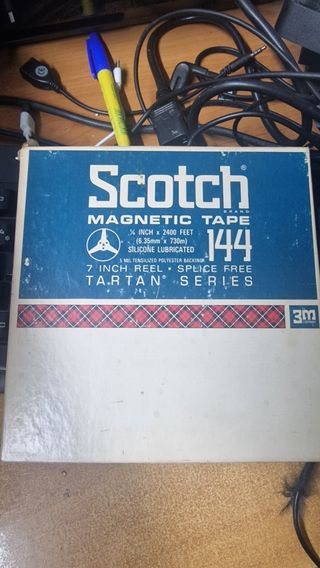 Scotch®
BRAND
MAGNETIC TAPE
¼ INCH x 2400 FEET
(6.35mm x 730m)
SILICONE LUBRICATED
144
.5 MIL TENSILIZED POLYESTER BACKING
7 INCH REEL • SPLICE FREE
TARTAN® SERIES
3m